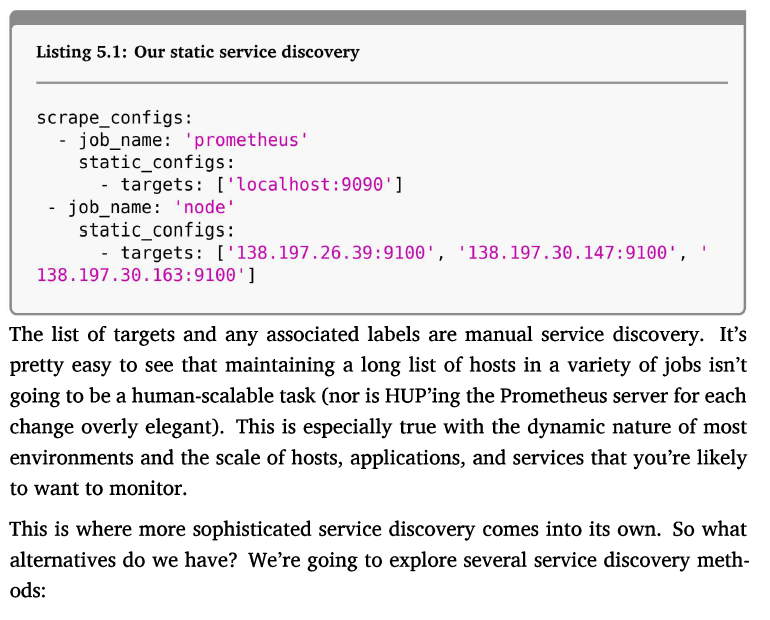 Listing 5.1: Our static service discovery
scrape_configs:
  - job_name: 'prometheus'
    static_configs:
      - targets: ['localhost:9090']
 - job_name: 'node'
    static_configs:
      - targets: ['138.197.26.39:9100', '138.197.30.147:9100', '
138.197.30.163:9100']
The list of targets and any associated labels are manual service discovery. It’s
pretty easy to see that maintaining a long list of hosts in a variety of jobs isn’t
going to be a human-scalable task (nor is HUP’ing the Prometheus server for each
change overly elegant). This is especially true with the dynamic nature of most
environments and the scale of hosts, applications, and services that you’re likely
to want to monitor.
This is where more sophisticated service discovery comes into its own. So what
alternatives do we have? We’re going to explore several service discovery meth-
ods: